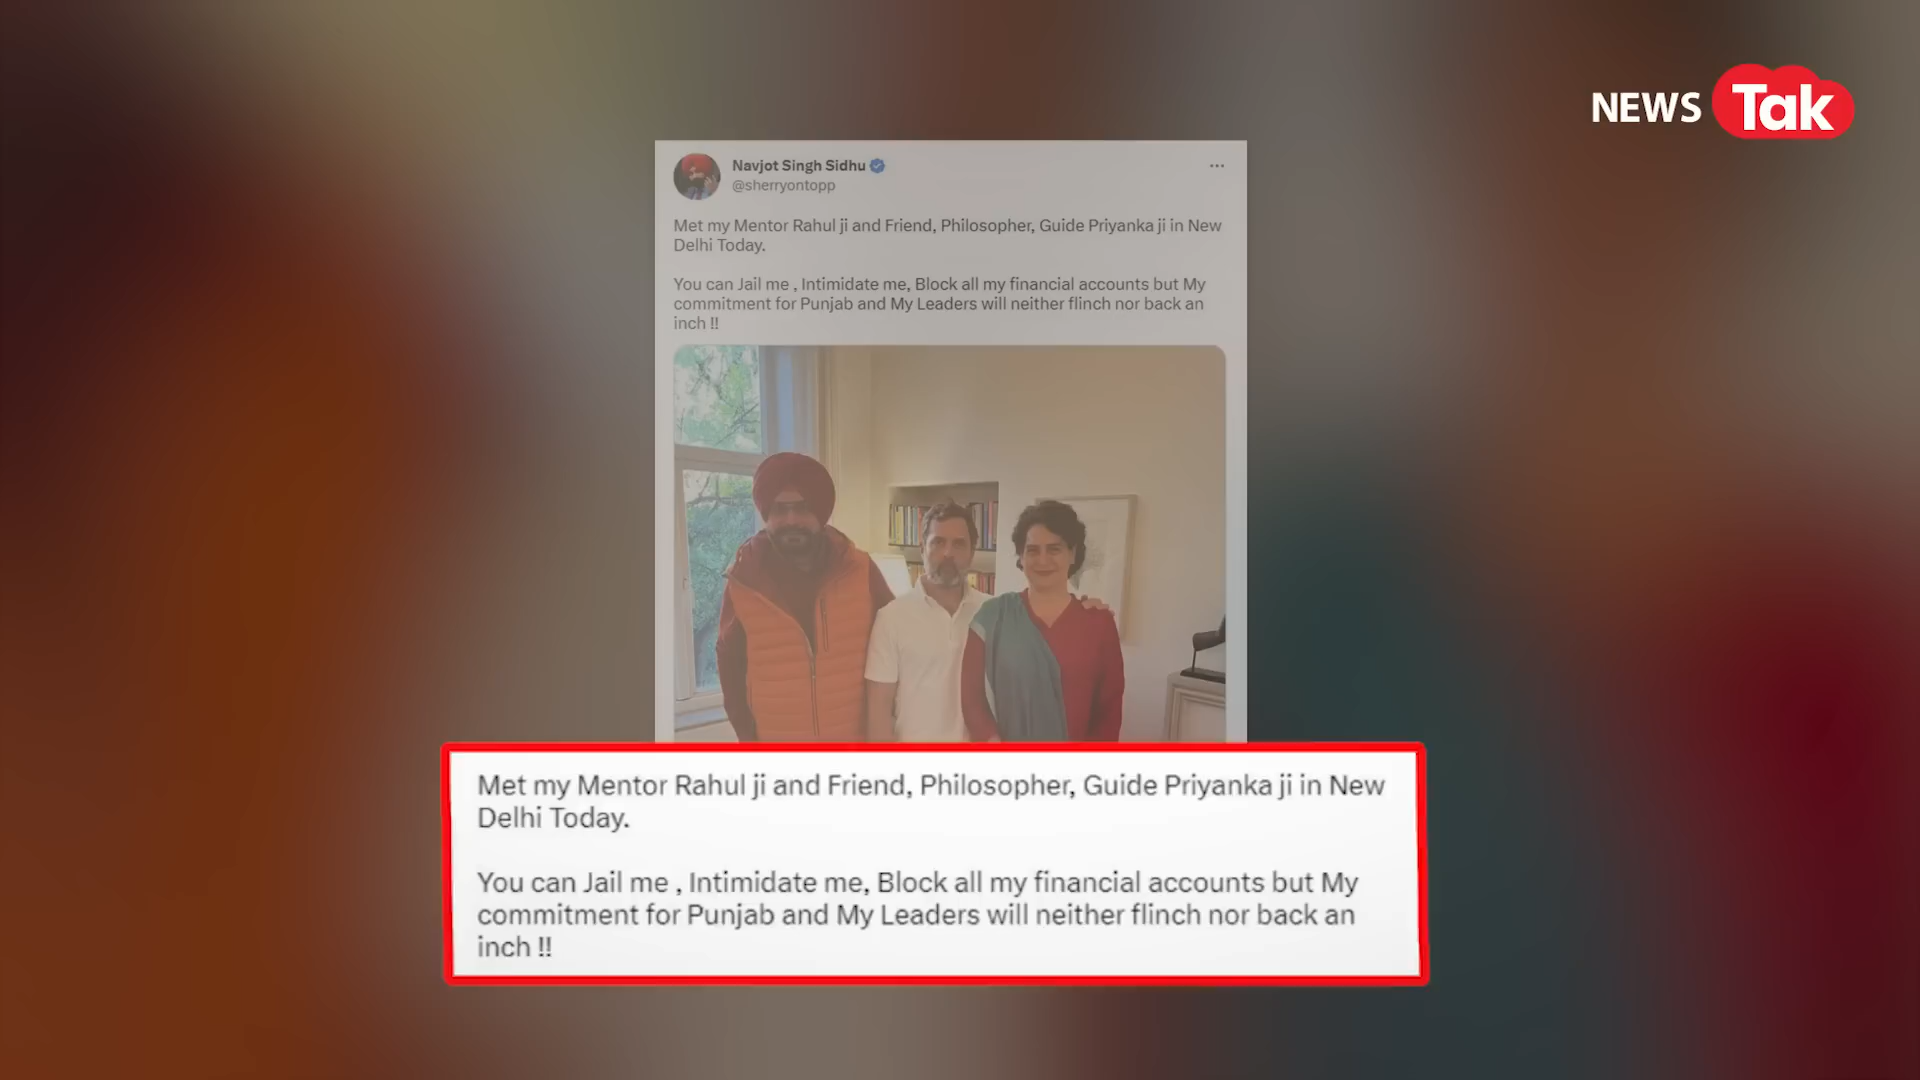 NEWS Tak
Navjot Singh Sidhu
@sherryontopp
Met my Mentor Rahul ji and Friend, Philosopher, Guide Priyanka ji in New
Delhi Today.
You can Jail me , Intimidate me, Block all my financial accounts but My
commitment for Punjab and My Leaders will neither flinch nor back an
inch !!
Met my Mentor Rahul ji and Friend, Philosopher, Guide Priyanka ji in New
Delhi Today.
You can Jail me , Intimidate me, Block all my financial accounts but My
commitment for Punjab and My Leaders will neither flinch nor back an
inch !!